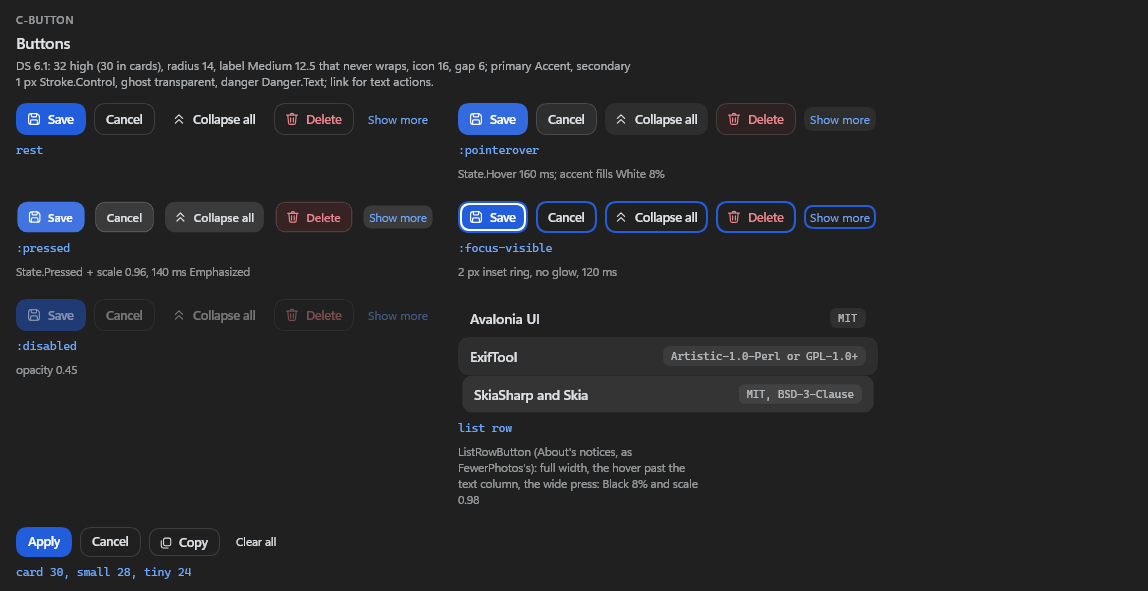 C-BUTTON
Buttons
DS 6.1: 32 high (30 in cards), radius 14, label Medium 12.5 that never wraps, icon 16, gap 6; primary Accent, secondary
1 px Stroke.Control, ghost transparent, danger Danger.Text; link for text actions.
Save Cancel Collapse all Delete Show more
rest
Save Cancel Collapse all Delete Show more
:pointerover
State.Hover 160 ms; accent fills White 8%
Save Cancel Collapse all Delete Show more
:pressed
State.Pressed + scale 0.96, 140 ms Emphasized
Save Cancel Collapse all Delete Show more
:focus-visible
2 px inset ring, no glow, 120 ms
Save Cancel Collapse all Delete Show more
:disabled
opacity 0.45
Avalonia UI MIT
ExifTool Artistic-1.0-Perl or GPL-1.0+
SkiaSharp and Skia MIT, BSD-3-Clause
list row
ListRowButton (About's notices, as
FewerPhotos's): full width, the hover past the
text column, the wide press: Black 8% and scale
0.98
Apply Cancel Copy Clear all
card 30, small 28, tiny 24